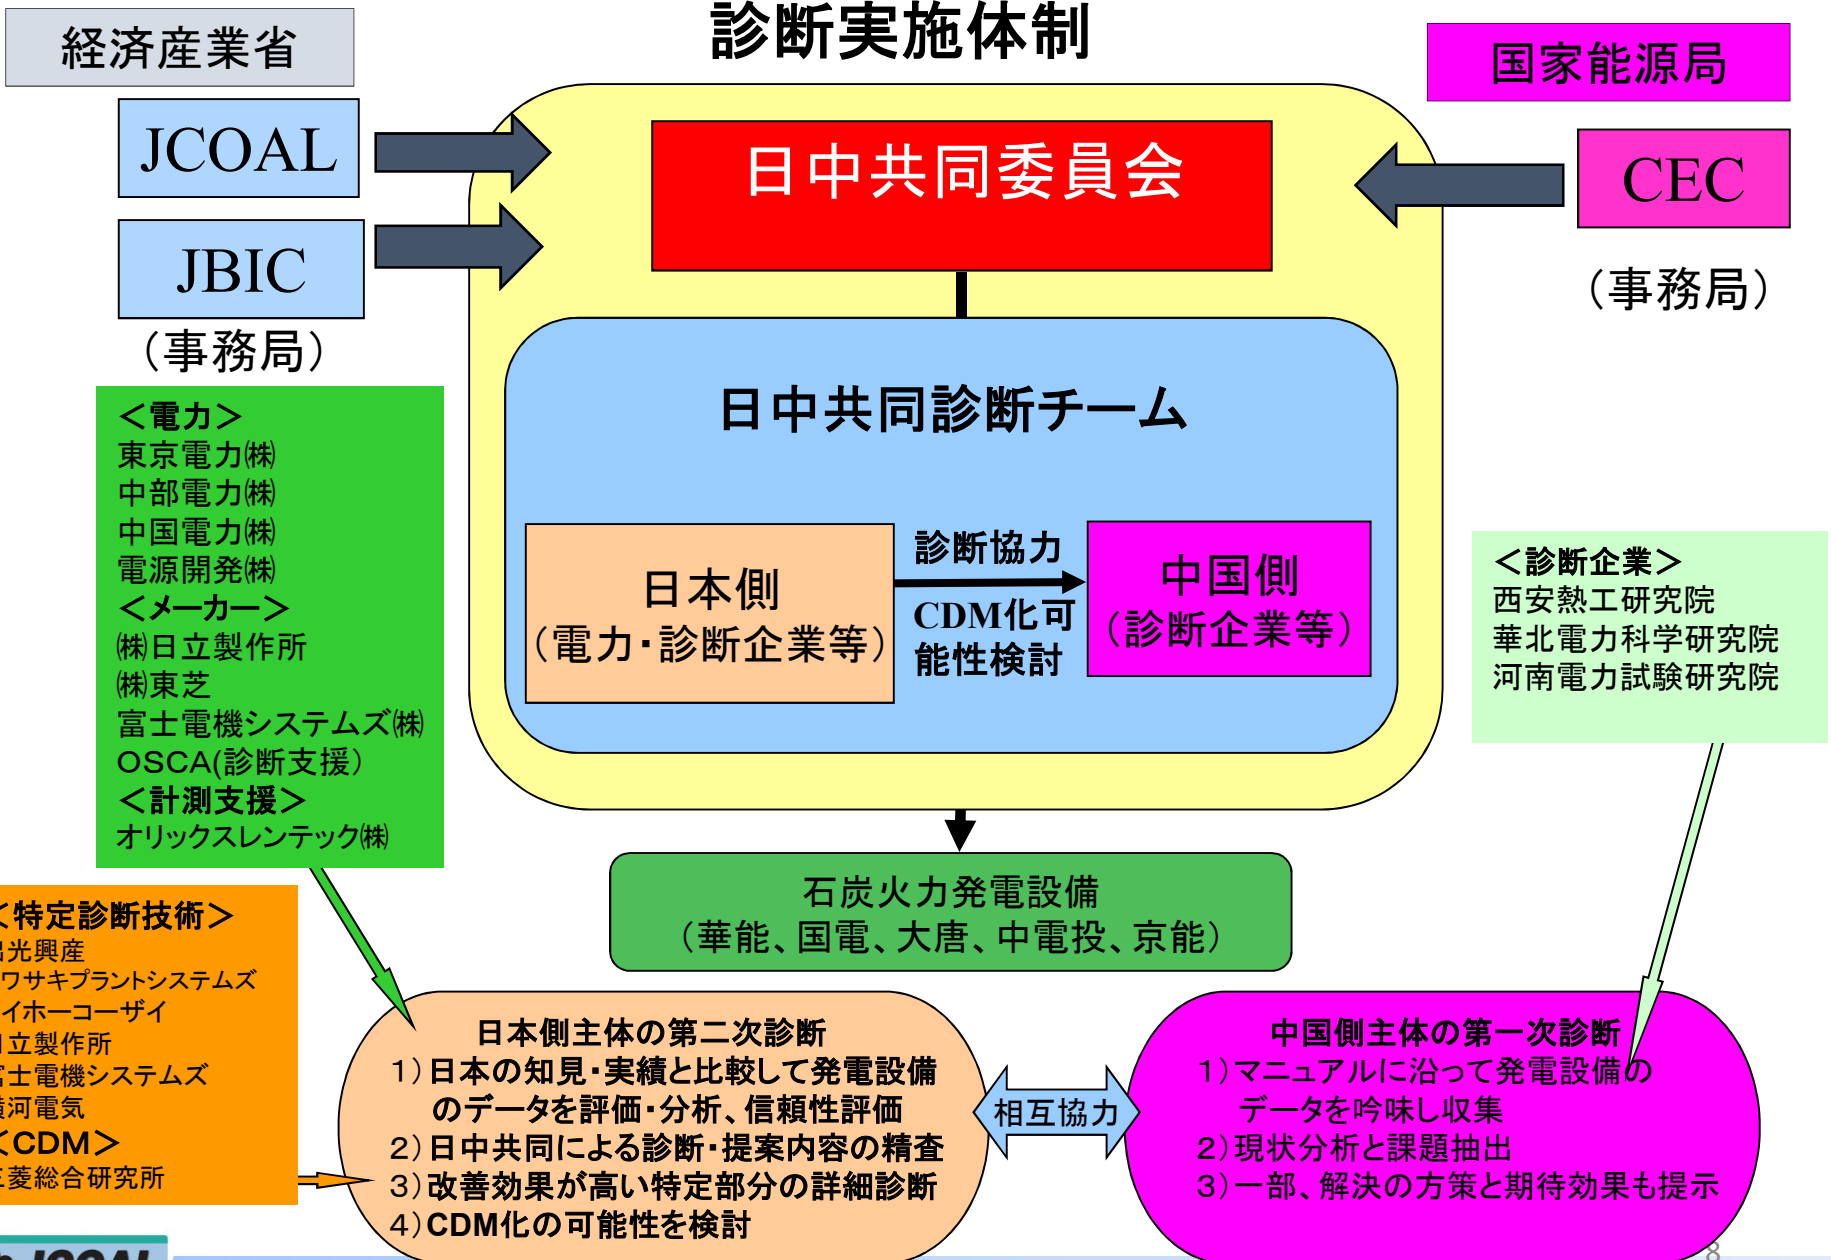 診断実施体制
経済産業省
国家能源局
JCOAL
JBIC
（事務局）
日中共同委員会
CEC
（事務局）
日中共同診断チーム
日本側
（電力・診断企業等）
診断協力
CDM化可
能性検討
中国側
（診断企業等）
＜電力＞
東京電力㈱
中部電力㈱
中国電力㈱
電源開発㈱
＜メーカー＞
㈱日立製作所
㈱東芝
富士電機システムズ㈱
OSCA(診断支援）
＜計測支援＞
オリックスレンテック㈱
＜診断企業＞
西安熱工研究院
華北電力科学研究院
河南電力試験研究院
石炭火力発電設備
（華能、国電、大唐、中電投、京能）
＜特定診断技術＞
出光興産
ワサキプラントシステムズ
イホーコーザイ
日立製作所
富士電機システムズ
横河電気
＜CDM＞
三菱総合研究所
日本側主体の第二次診断
1）日本の知見・実績と比較して発電設備
のデータを評価・分析、信頼性評価
2）日中共同による診断・提案内容の精査
3）改善効果が高い特定部分の詳細診断
4）CDM化の可能性を検討
相互協力
中国側主体の第一次診断
1）マニュアルに沿って発電設備の
データを吟味し収集
2）現状分析と課題抽出
3）一部、解決の方策と期待効果も提示
JCOAL
8